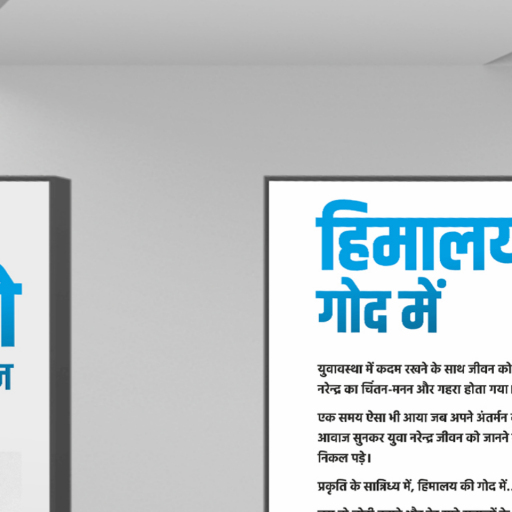 हिमालय
गोद में
युवावस्था में कदम रखने के साथ जीवन को
नरेन्द्र का चिंतन-मनन और गहरा होता गया।
एक समय ऐसा भी आया जब अपने अंतर्मन
आवाज सुनकर युवा नरेन्द्र जीवन को जानने
निकल पड़े।
प्रकृति के सान्निध्य में, हिमालय की गोद में..